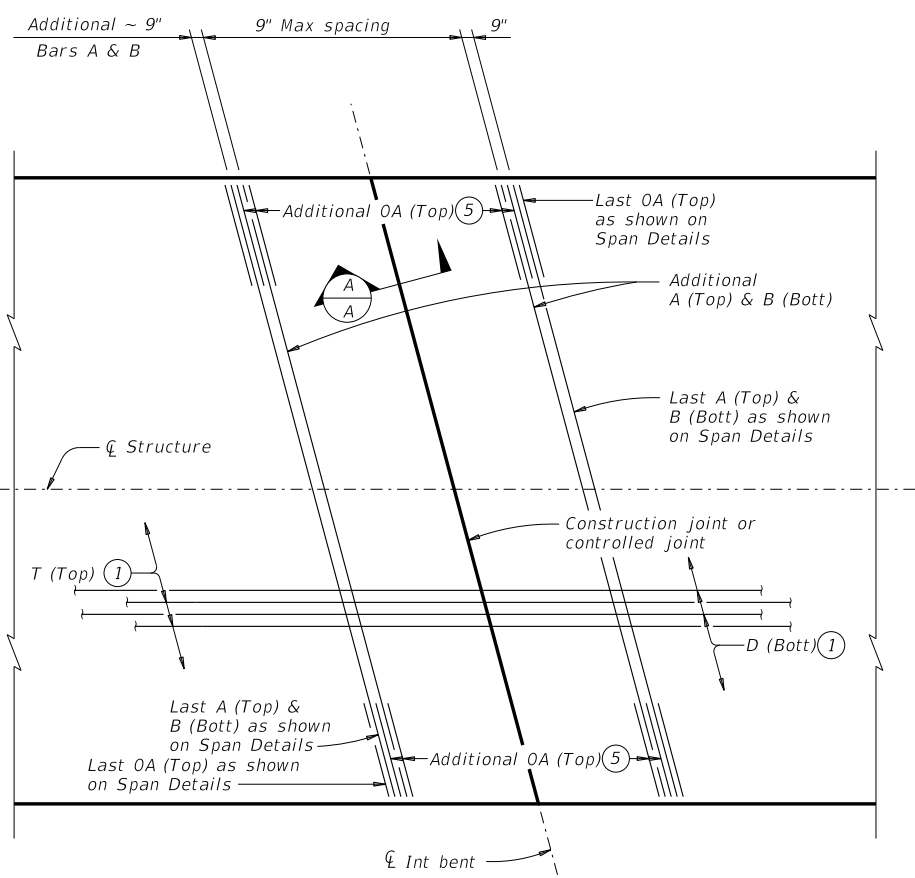 Additional ~ 9"
Bars A & B
9" Max spacing
9"
Additional OA (Top) 5
Last OA (Top)
as shown on
Span Details
A
A
Additional
A (Top) & B (Bott)
Last A (Top) &
B (Bott) as shown
on Span Details
℄ Structure
Construction joint or
controlled joint
T (Top) 1
D (Bott) 1
Last A (Top) &
B (Bott) as shown
on Span Details
Last OA (Top) as shown
on Span Details
Additional OA (Top) 5
℄ Int bent